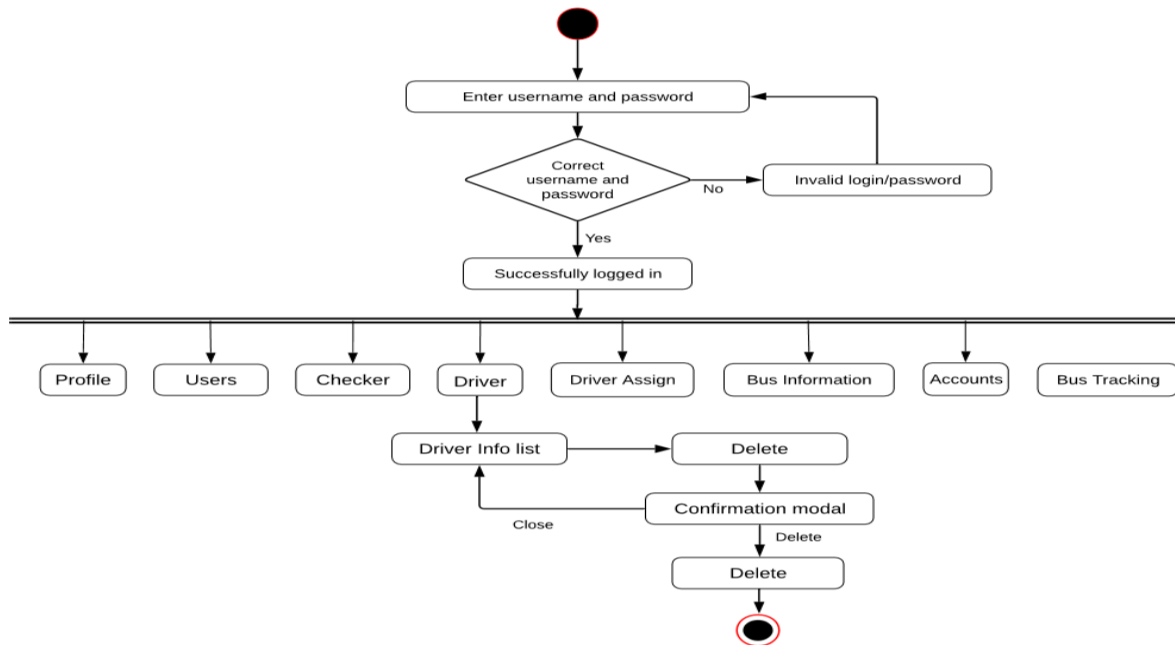 Enter username and password
Correct
username and
password
No
Invalid login/password
Yes
Successfully logged in
Profile
Users
Checker
Driver
Driver Assign
Bus Information
Accounts
Bus Tracking
Driver Info list
Delete
Confirmation modal
Close
Delete
Delete